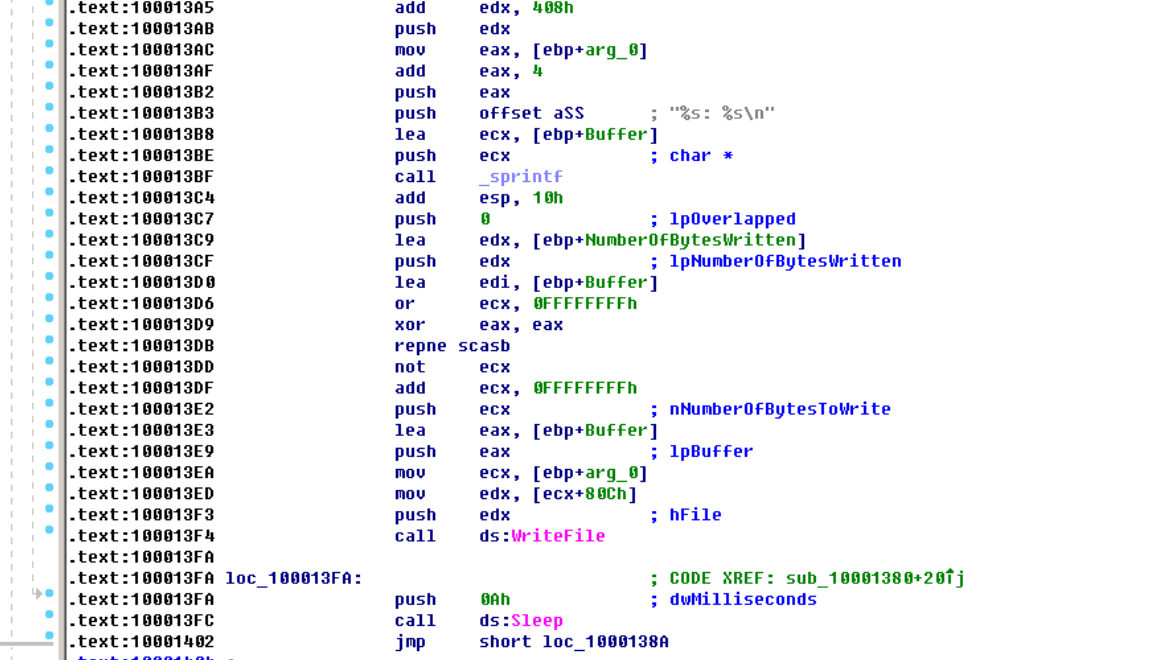 .text:100013A5 add edx, 408h
.text:100013AB push edx
.text:100013AC mov eax, [ebp+arg_0]
.text:100013AF add eax, 4
.text:100013B2 push eax
.text:100013B3 push offset aSS ; "%s: %s\n"
.text:100013B8 lea ecx, [ebp+Buffer]
.text:100013BE push ecx ; char *
.text:100013BF call _sprintf
.text:100013C4 add esp, 10h
.text:100013C7 push 0 ; lpOverlapped
.text:100013C9 lea edx, [ebp+NumberOfBytesWritten]
.text:100013CF push edx ; lpNumberOfBytesWritten
.text:100013D0 lea edi, [ebp+Buffer]
.text:100013D6 or ecx, 0FFFFFFFFh
.text:100013D9 xor eax, eax
.text:100013DB repne scasb
.text:100013DD not ecx
.text:100013DF add ecx, 0FFFFFFFFh
.text:100013E2 push ecx ; nNumberOfBytesToWrite
.text:100013E3 lea eax, [ebp+Buffer]
.text:100013E9 push eax ; lpBuffer
.text:100013EA mov ecx, [ebp+arg_0]
.text:100013ED mov edx, [ecx+80Ch]
.text:100013F3 push edx ; hFile
.text:100013F4 call ds:WriteFile
.text:100013FA
.text:100013FA loc_100013FA: ; CODE XREF: sub_10001380+20↑j
.text:100013FA push 0Ah ; dwMilliseconds
.text:100013FC call ds:Sleep
.text:10001402 jmp short loc_1000138A